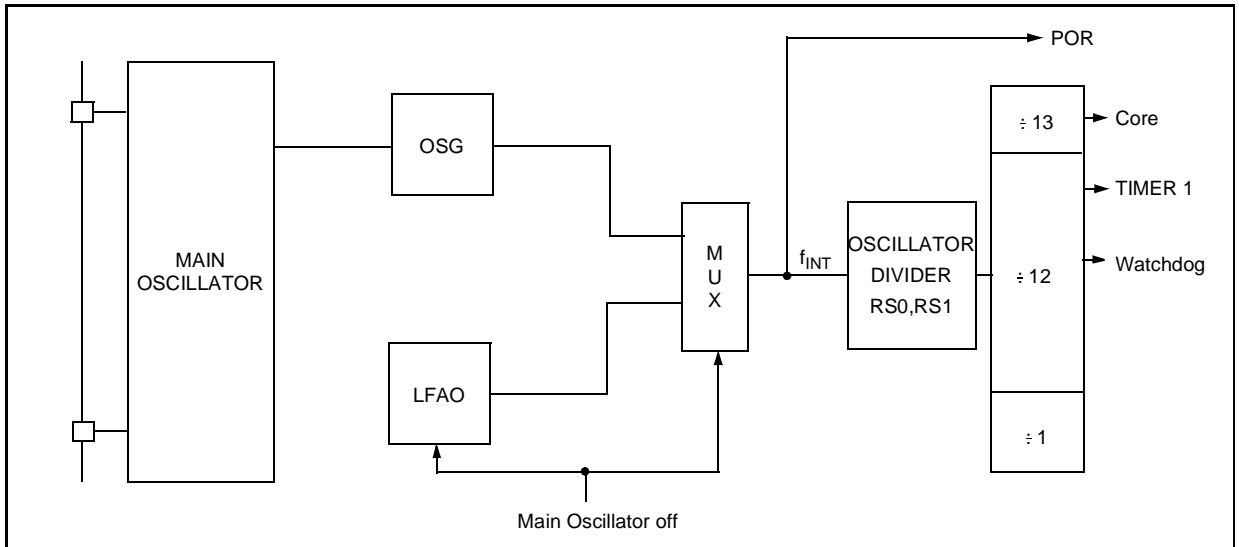 POR
÷ 13
Core
OSG
TIMER 1
MAIN
OSCILLATOR
M
U
X
fINT
OSCILLATOR
DIVIDER
RS0,RS1
÷ 12
Watchdog
LFAO
÷ 1
Main Oscillator off